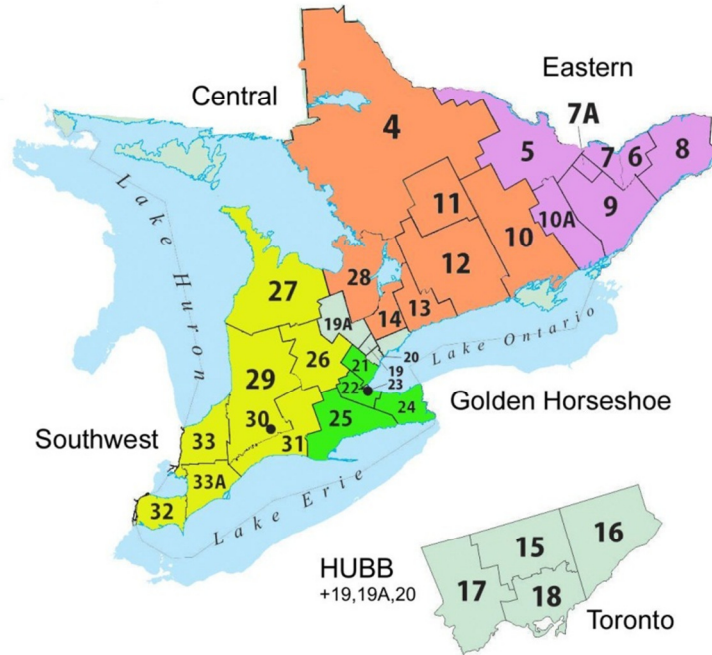 Eastern
Central
7A
4
5
7
6
8
11
10A
9
10
12
28
27
13
14
19A
Lake Huron
Lake Ontario
20
21
19
26
29
22
23
24
Golden Horseshoe
25
30
Southwest
33
31
33A
32
Lake Erie
HUBB
+19,19A,20
15
16
17
18
Toronto